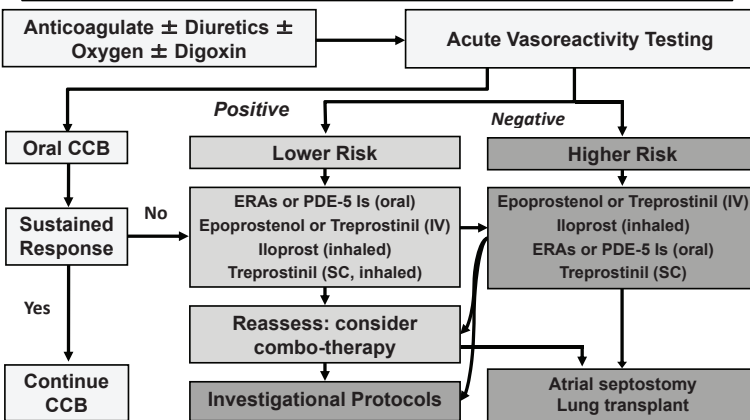 Anticoagulate ± Diuretics ±
Oxygen ± Digoxin
Acute Vasoreactivity Testing
Positive
Negative
Oral CCB
Lower Risk
Higher Risk
Sustained
Response
No
ERAs or PDE-5 Is (oral)
Epoprostenol or Treprostinil (IV)
Iloprost (inhaled)
Treprostinil (SC, inhaled)
Epoprostenol or Treprostinil (IV)
Iloprost (inhaled)
ERAs or PDE-5 Is (oral)
Treprostinil (SC)
Yes
Reassess: consider
combo-therapy
Continue
CCB
Investigational Protocols
Atrial septostomy
Lung transplant